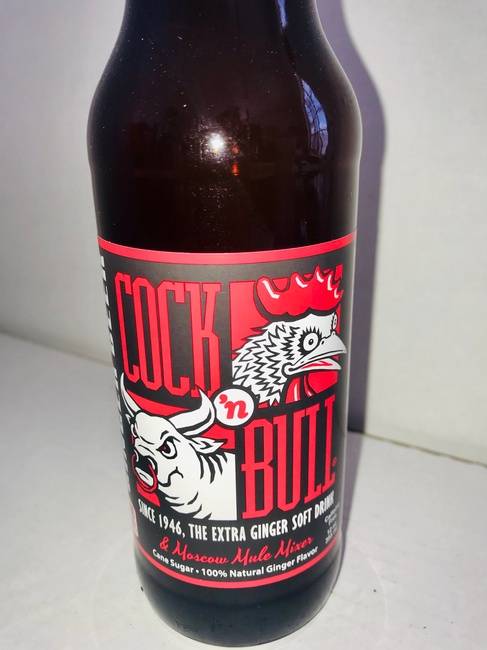 COCK
'n
BULL
SINCE 1946, THE EXTRA GINGER SOFT DRINK
& Moscow Mule Mixer
Cane Sugar • 100% Natural Ginger Flavor